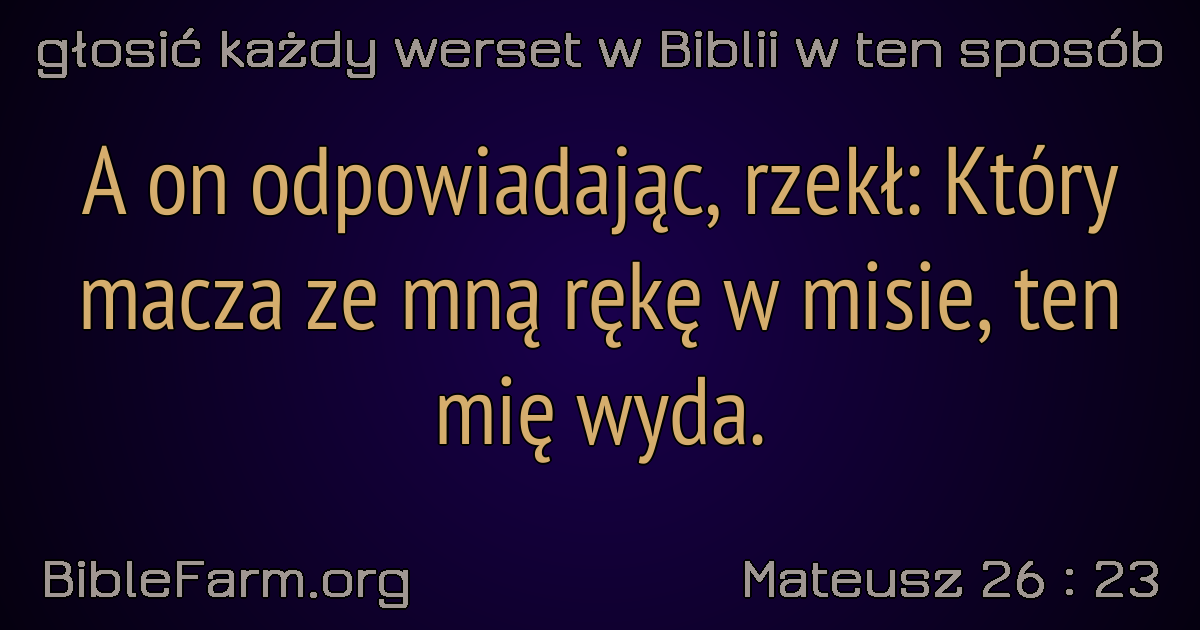 głosić każdy werset w Biblii w ten sposób
A on odpowiadając, rzekł: Który
macza ze mną rękę w misie, ten
mię wyda.
BibleFarm.org
Mateusz 26 : 23